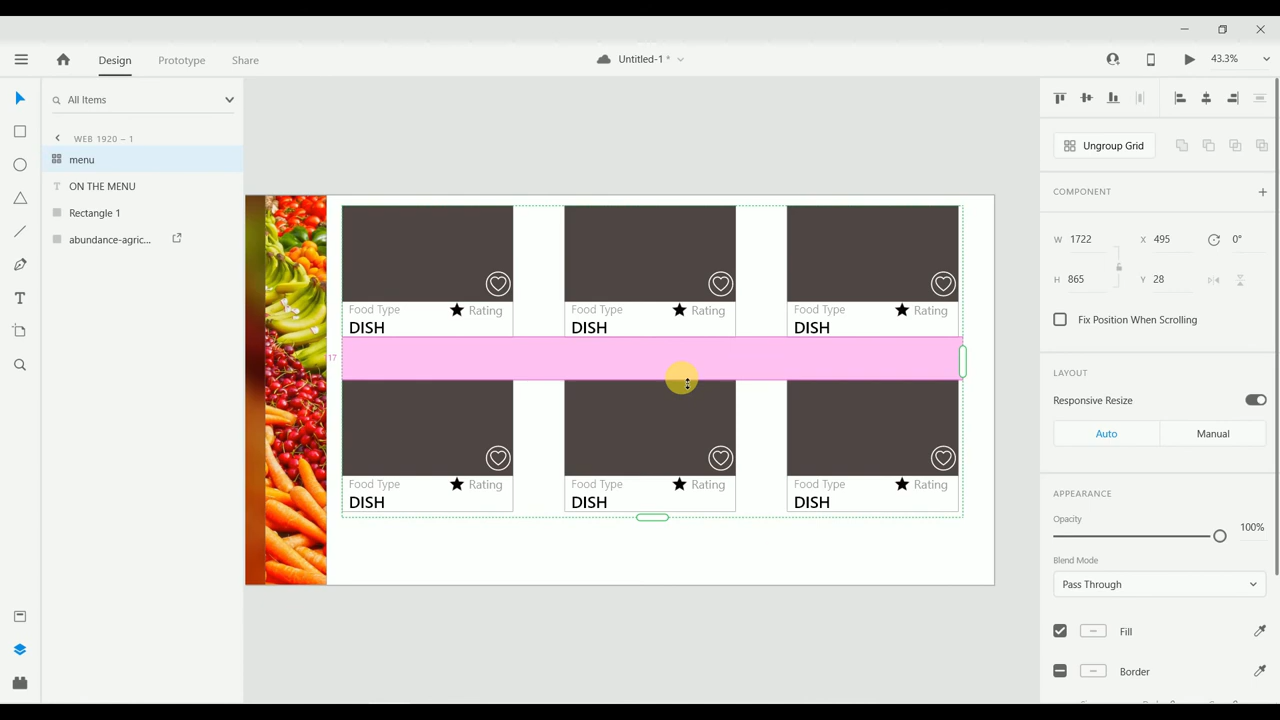 Design Prototype Share Untitled-1 * 43.3%
All Items
WEB 1920 – 1
menu
ON THE MENU
Rectangle 1
abundance-agric...
Food Type Rating
DISH
Food Type Rating
DISH
Food Type Rating
DISH
17
Food Type Rating
DISH
Food Type Rating
DISH
Food Type Rating
DISH
Ungroup Grid
COMPONENT
W 1722 X 495 0°
H 865 Y 28
Fix Position When Scrolling
LAYOUT
Responsive Resize
Auto Manual
APPEARANCE
Opacity
100%
Blend Mode
Pass Through
Fill
Border